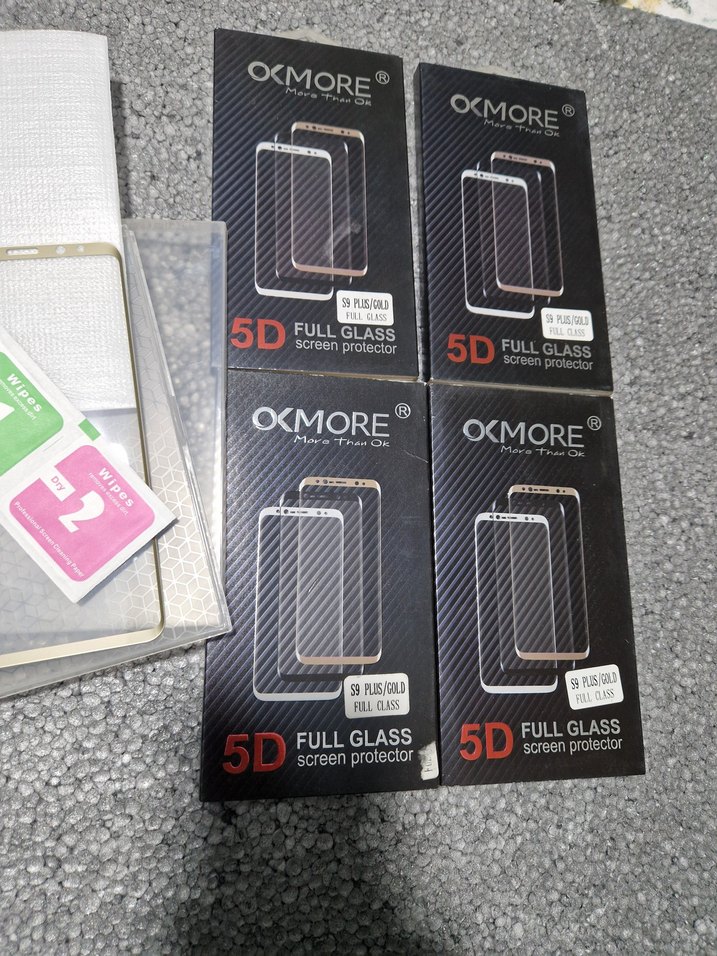 OKMORE®
More Than Ok
S9 PLUS/GOLD
FULL GLASS
5D FULL GLASS
screen protector
OKMORE®
More Than Ok
S9 PLUS/GOLD
FULL CLASS
5D FULL GLASS
screen protector
OKMORE®
More Than Ok
S9 PLUS/GOLD
FULL CLASS
5D FULL GLASS
screen protector
OKMORE®
More Than Ok
S9 PLUS/GOLD
FULL CLASS
5D FULL GLASS
screen protector
Wipes
Wipes
Dry
2
Professional Screen Cleaning Paper